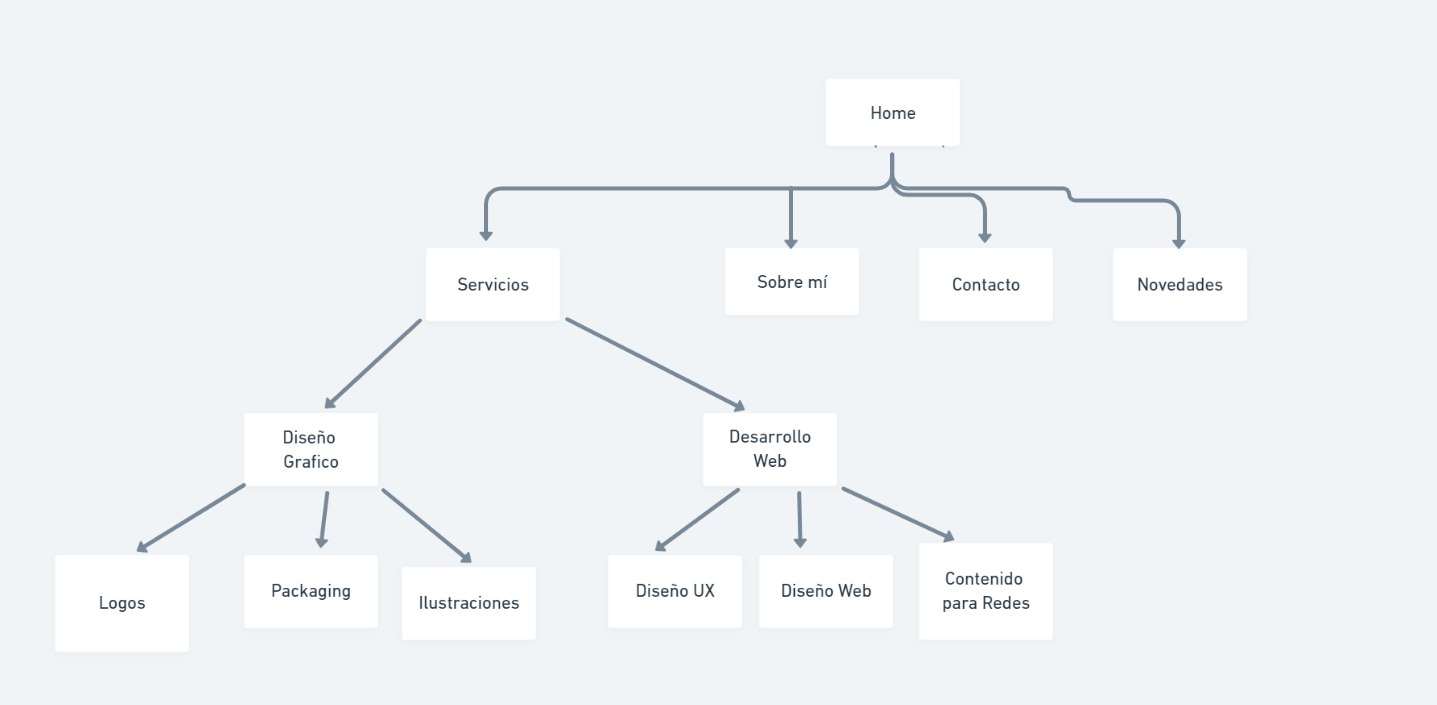 Home
Servicios
Sobre mí
Contacto
Novedades
Diseño
Grafico
Desarrollo
Web
Logos
Packaging
Ilustraciones
Diseño UX
Diseño Web
Contenido
para Redes